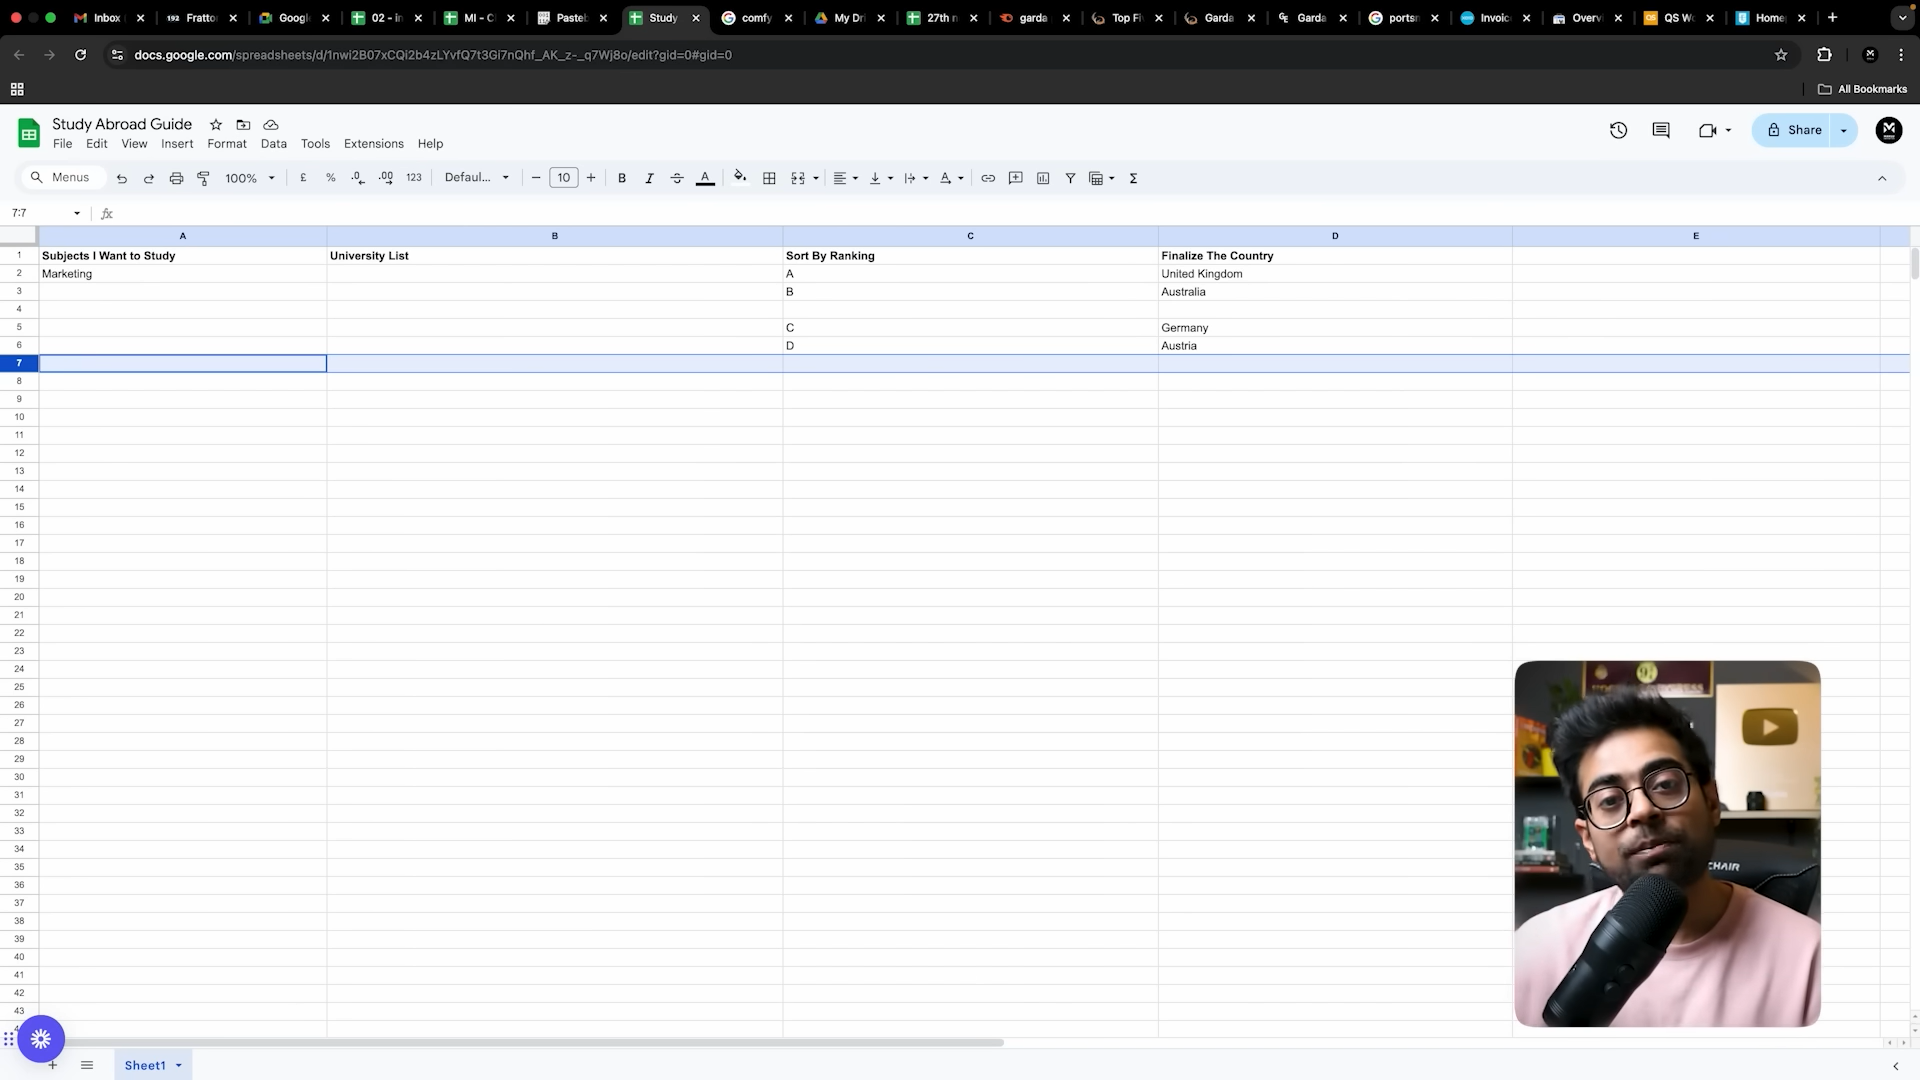 Inbox
192 Fratto
Googl
02 - in
MI - C
Paste
Study
comfy
My Dri
27th r
garda
Top Fi
Garda
Garda
portsm
Invoic
Overv
QS W
Home
docs.google.com/spreadsheets/d/1nwi2B07xCQi2b4zLYvfQ7t3Gi7nQhf_AK_z-_q7Wj8o/edit?gid=0#gid=0
All Bookmarks
Study Abroad Guide
File Edit View Insert Format Data Tools Extensions Help
Share
Menus 100% £ % .0 .00 123 Defaul... 10 B I A
7:7 fx
A B C D E
1 Subjects I Want to Study University List Sort By Ranking Finalize The Country
2 Marketing A United Kingdom
3 B Australia
4
5 C Germany
6 D Austria
7
8
9
10
11
12
13
14
15
16
17
18
19
20
21
22
23
24
25
26
27
28
29
30
31
32
33
34
35
36
37
38
39
40
41
42
43
CHAIR
Sheet1